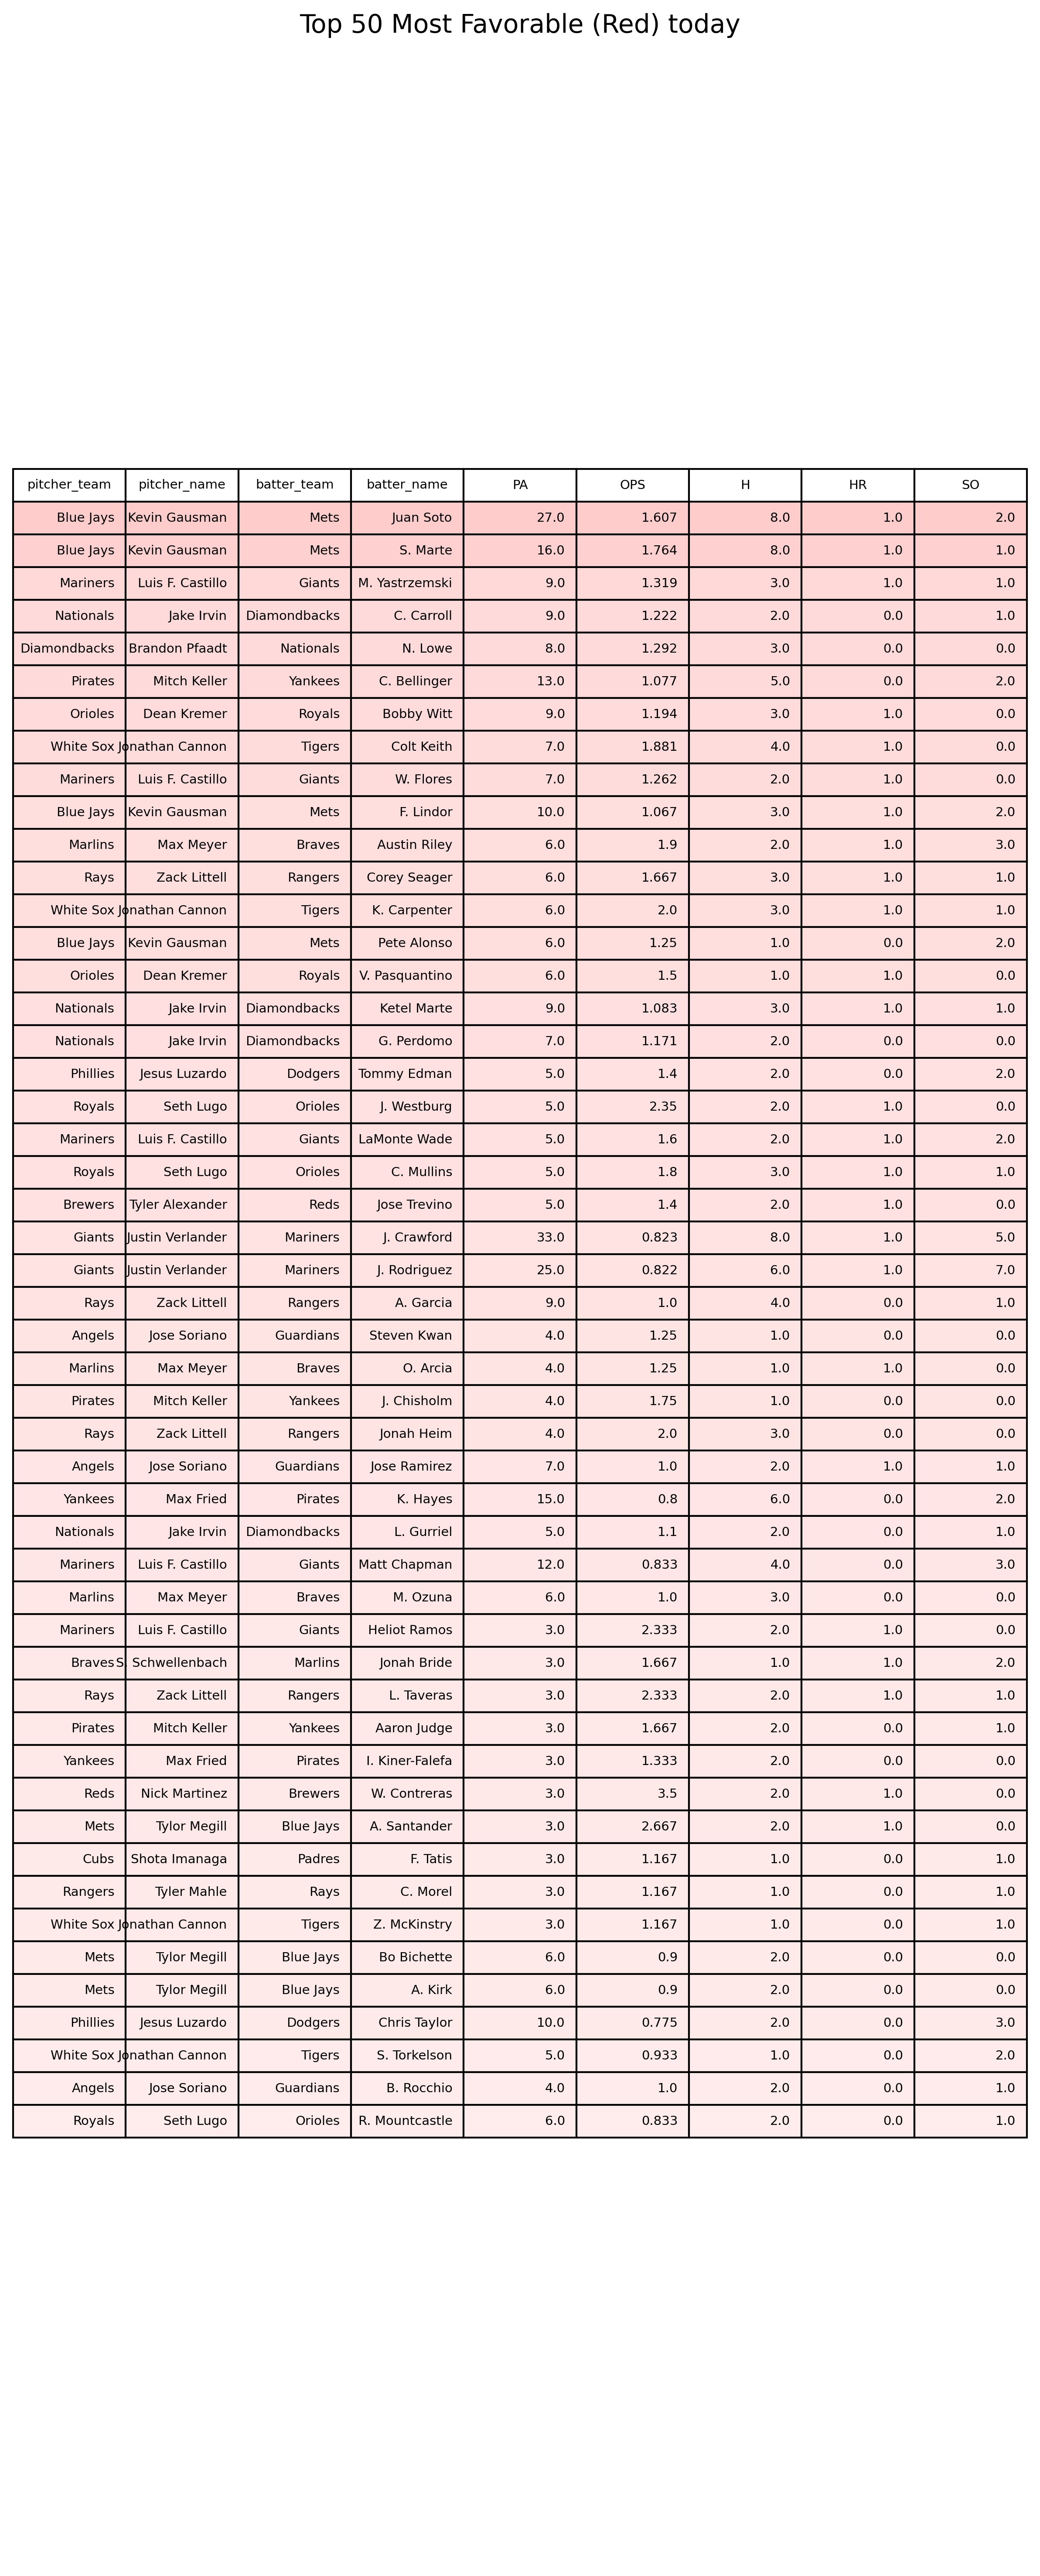 Top 50 Most Favorable (Red) today
pitcher_team pitcher_name batter_team batter_name PA OPS H HR SO
Blue Jays Kevin Gausman Mets Juan Soto 27.0 1.607 8.0 1.0 2.0
Blue Jays Kevin Gausman Mets S. Marte 16.0 1.764 8.0 1.0 1.0
Mariners Luis F. Castillo Giants M. Yastrzemski 9.0 1.319 3.0 1.0 1.0
Nationals Jake Irvin Diamondbacks C. Carroll 9.0 1.222 2.0 0.0 1.0
Diamondbacks Brandon Pfaadt Nationals N. Lowe 8.0 1.292 3.0 0.0 0.0
Pirates Mitch Keller Yankees C. Bellinger 13.0 1.077 5.0 0.0 2.0
Orioles Dean Kremer Royals Bobby Witt 9.0 1.194 3.0 1.0 0.0
White Sox Jonathan Cannon Tigers Colt Keith 7.0 1.881 4.0 1.0 0.0
Mariners Luis F. Castillo Giants W. Flores 7.0 1.262 2.0 1.0 0.0
Blue Jays Kevin Gausman Mets F. Lindor 10.0 1.067 3.0 1.0 2.0
Marlins Max Meyer Braves Austin Riley 6.0 1.9 2.0 1.0 3.0
Rays Zack Littell Rangers Corey Seager 6.0 1.667 3.0 1.0 1.0
White Sox Jonathan Cannon Tigers K. Carpenter 6.0 2.0 3.0 1.0 1.0
Blue Jays Kevin Gausman Mets Pete Alonso 6.0 1.25 1.0 0.0 2.0
Orioles Dean Kremer Royals V. Pasquantino 6.0 1.5 1.0 1.0 0.0
Nationals Jake Irvin Diamondbacks Ketel Marte 9.0 1.083 3.0 1.0 1.0
Nationals Jake Irvin Diamondbacks G. Perdomo 7.0 1.171 2.0 0.0 0.0
Phillies Jesus Luzardo Dodgers Tommy Edman 5.0 1.4 2.0 0.0 2.0
Royals Seth Lugo Orioles J. Westburg 5.0 2.35 2.0 1.0 0.0
Mariners Luis F. Castillo Giants LaMonte Wade 5.0 1.6 2.0 1.0 2.0
Royals Seth Lugo Orioles C. Mullins 5.0 1.8 3.0 1.0 1.0
Brewers Tyler Alexander Reds Jose Trevino 5.0 1.4 2.0 1.0 0.0
Giants Justin Verlander Mariners J. Crawford 33.0 0.823 8.0 1.0 5.0
Giants Justin Verlander Mariners J. Rodriguez 25.0 0.822 6.0 1.0 7.0
Rays Zack Littell Rangers A. Garcia 9.0 1.0 4.0 0.0 1.0
Angels Jose Soriano Guardians Steven Kwan 4.0 1.25 1.0 0.0 0.0
Marlins Max Meyer Braves O. Arcia 4.0 1.25 1.0 1.0 0.0
Pirates Mitch Keller Yankees J. Chisholm 4.0 1.75 1.0 0.0 0.0
Rays Zack Littell Rangers Jonah Heim 4.0 2.0 3.0 0.0 0.0
Angels Jose Soriano Guardians Jose Ramirez 7.0 1.0 2.0 1.0 1.0
Yankees Max Fried Pirates K. Hayes 15.0 0.8 6.0 0.0 2.0
Nationals Jake Irvin Diamondbacks L. Gurriel 5.0 1.1 2.0 0.0 1.0
Mariners Luis F. Castillo Giants Matt Chapman 12.0 0.833 4.0 0.0 3.0
Marlins Max Meyer Braves M. Ozuna 6.0 1.0 3.0 0.0 0.0
Mariners Luis F. Castillo Giants Heliot Ramos 3.0 2.333 2.0 1.0 0.0
Braves S. Schwellenbach Marlins Jonah Bride 3.0 1.667 1.0 1.0 2.0
Rays Zack Littell Rangers L. Taveras 3.0 2.333 2.0 1.0 1.0
Pirates Mitch Keller Yankees Aaron Judge 3.0 1.667 2.0 0.0 1.0
Yankees Max Fried Pirates I. Kiner-Falefa 3.0 1.333 2.0 0.0 0.0
Reds Nick Martinez Brewers W. Contreras 3.0 3.5 2.0 1.0 0.0
Mets Tylor Megill Blue Jays A. Santander 3.0 2.667 2.0 1.0 0.0
Cubs Shota Imanaga Padres F. Tatis 3.0 1.167 1.0 0.0 1.0
Rangers Tyler Mahle Rays C. Morel 3.0 1.167 1.0 0.0 1.0
White Sox Jonathan Cannon Tigers Z. McKinstry 3.0 1.167 1.0 0.0 1.0
Mets Tylor Megill Blue Jays Bo Bichette 6.0 0.9 2.0 0.0 0.0
Mets Tylor Megill Blue Jays A. Kirk 6.0 0.9 2.0 0.0 0.0
Phillies Jesus Luzardo Dodgers Chris Taylor 10.0 0.775 2.0 0.0 3.0
White Sox Jonathan Cannon Tigers S. Torkelson 5.0 0.933 1.0 0.0 2.0
Angels Jose Soriano Guardians B. Rocchio 4.0 1.0 2.0 0.0 1.0
Royals Seth Lugo Orioles R. Mountcastle 6.0 0.833 2.0 0.0 1.0